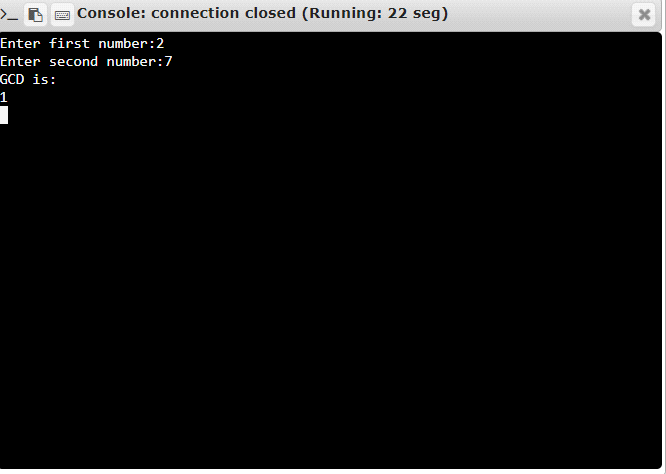 >_ Console: connection closed (Running: 22 seg)
Enter first number:2
Enter second number:7
GCD is:
1